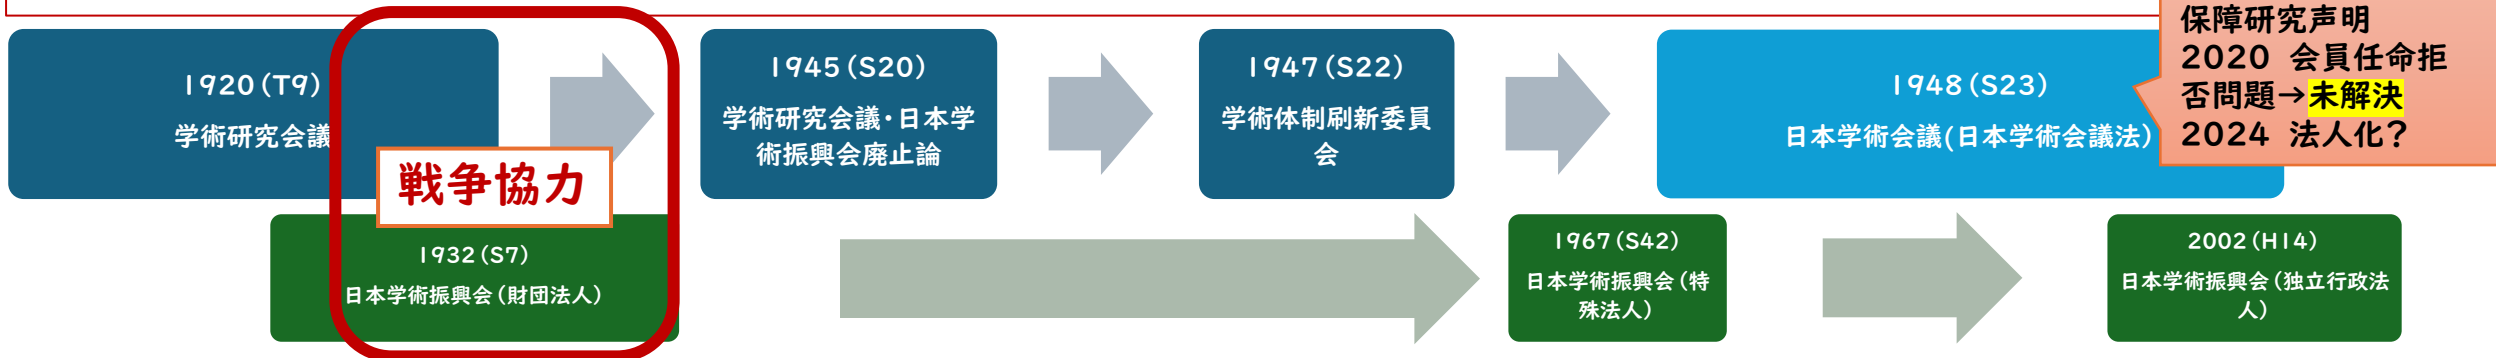 1920(T9)
学術研究会議
戦争協力
1932(S7)
日本学術振興会(財団法人)
1945(S20)
学術研究会議・日本学
術振興会廃止論
1947(S22)
学術体制刷新委員
会
1948(S23)
日本学術会議(日本学術会議法)
保障研究声明
2020 会員任命拒
否問題→未解決
2024 法人化?
1967(S42)
日本学術振興会(特
殊法人)
2002(H14)
日本学術振興会(独立行政法
人)